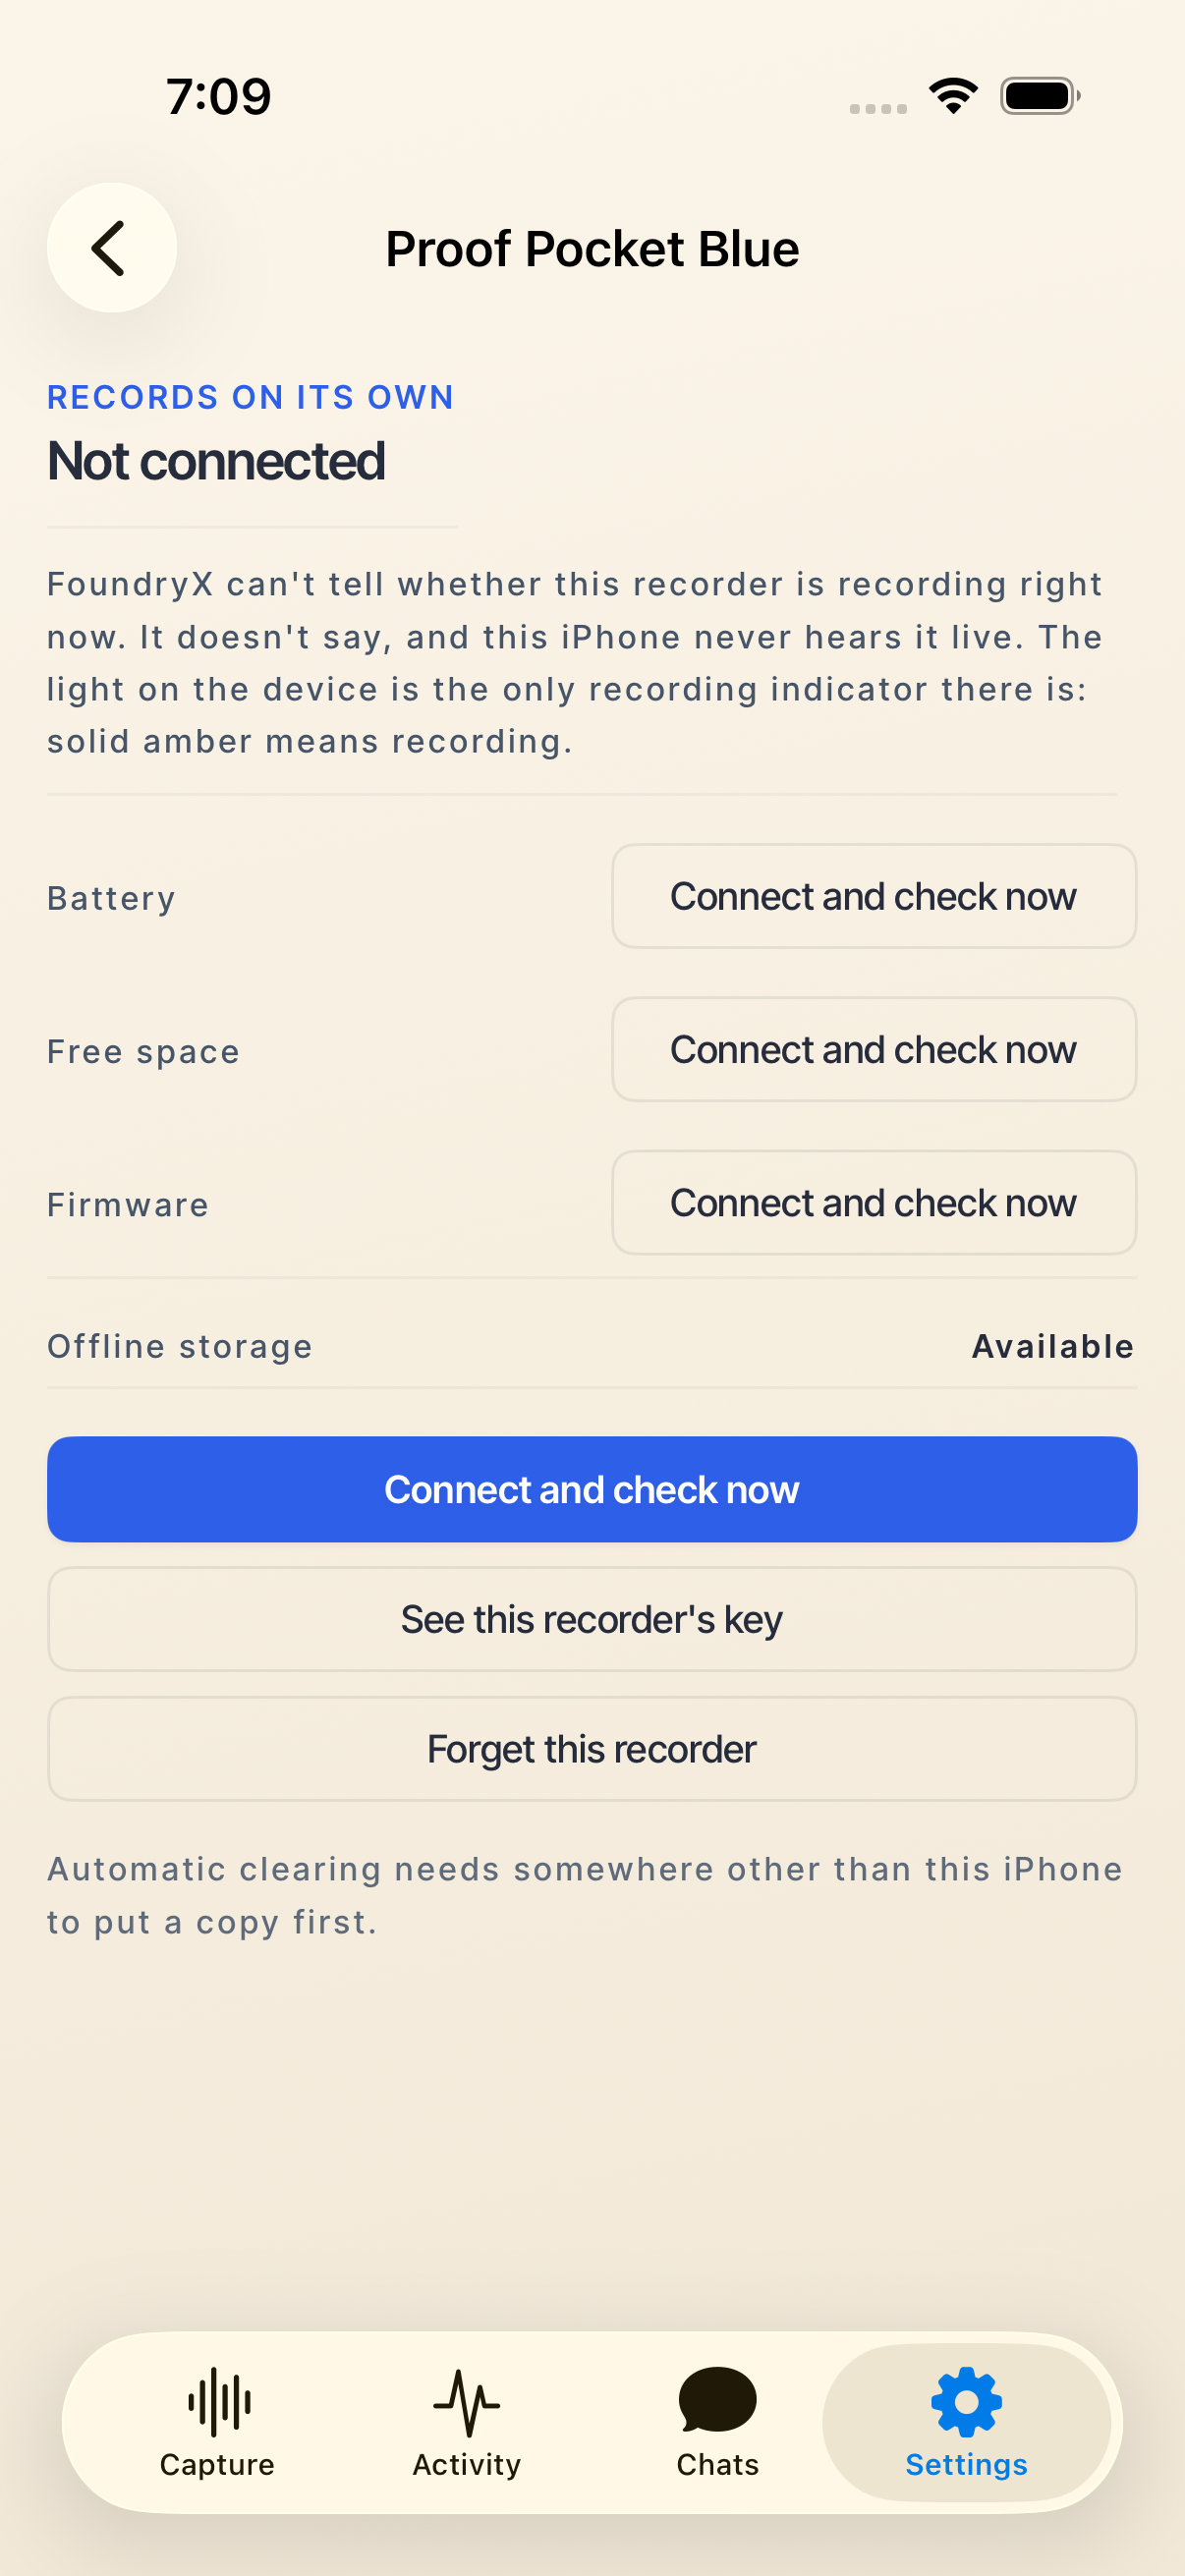 7:09
Proof Pocket Blue
RECORDS ON ITS OWN
Not connected
FoundryX can't tell whether this recorder is recording right
now. It doesn't say, and this iPhone never hears it live. The
light on the device is the only recording indicator there is:
solid amber means recording.
Battery
Connect and check now
Free space
Connect and check now
Firmware
Connect and check now
Offline storage
Available
Connect and check now
See this recorder's key
Forget this recorder
Automatic clearing needs somewhere other than this iPhone
to put a copy first.
Capture
Activity
Chats
Settings